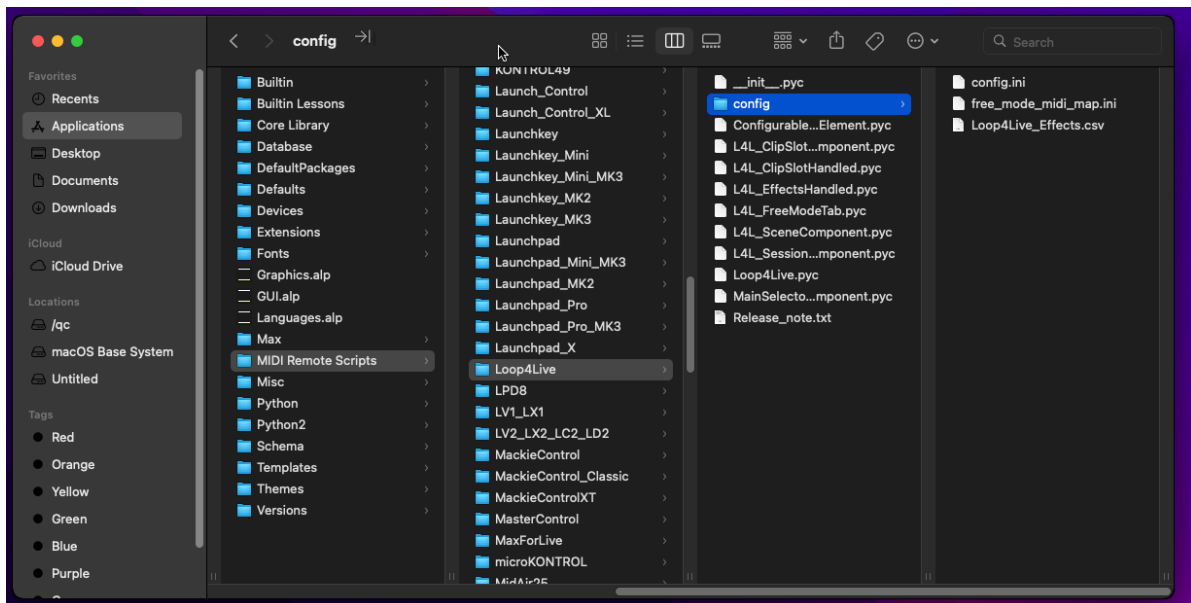 config
Search
Favorites
Recents
Applications
Desktop
Documents
Downloads
iCloud
iCloud Drive
Locations
/qc
macOS Base System
Untitled
Tags
Red
Orange
Yellow
Green
Blue
Purple
Builtin
Builtin Lessons
Core Library
Database
DefaultPackages
Defaults
Devices
Extensions
Fonts
Graphics.alp
GUI.alp
Languages.alp
Max
MIDI Remote Scripts
Misc
Python
Python2
Schema
Templates
Themes
Versions
KONTROL49
Launch_Control
Launch_Control_XL
Launchkey
Launchkey_Mini
Launchkey_Mini_MK3
Launchkey_MK2
Launchkey_MK3
Launchpad
Launchpad_Mini_MK3
Launchpad_MK2
Launchpad_Pro
Launchpad_Pro_MK3
Launchpad_X
Loop4Live
LPD8
LV1_LX1
LV2_LX2_LC2_LD2
MackieControl
MackieControl_Classic
MackieControlXT
MasterControl
MaxForLive
microKONTROL
MidAir25
__init__.pyc
config
Configurable...Element.pyc
L4L_ClipSlot...mponent.pyc
L4L_ClipSlotHandled.pyc
L4L_EffectsHandled.pyc
L4L_FreeModeTab.pyc
L4L_SceneComponent.pyc
L4L_Session...mponent.pyc
Loop4Live.pyc
MainSelecto...mponent.pyc
Release_note.txt
config.ini
free_mode_midi_map.ini
Loop4Live_Effects.csv